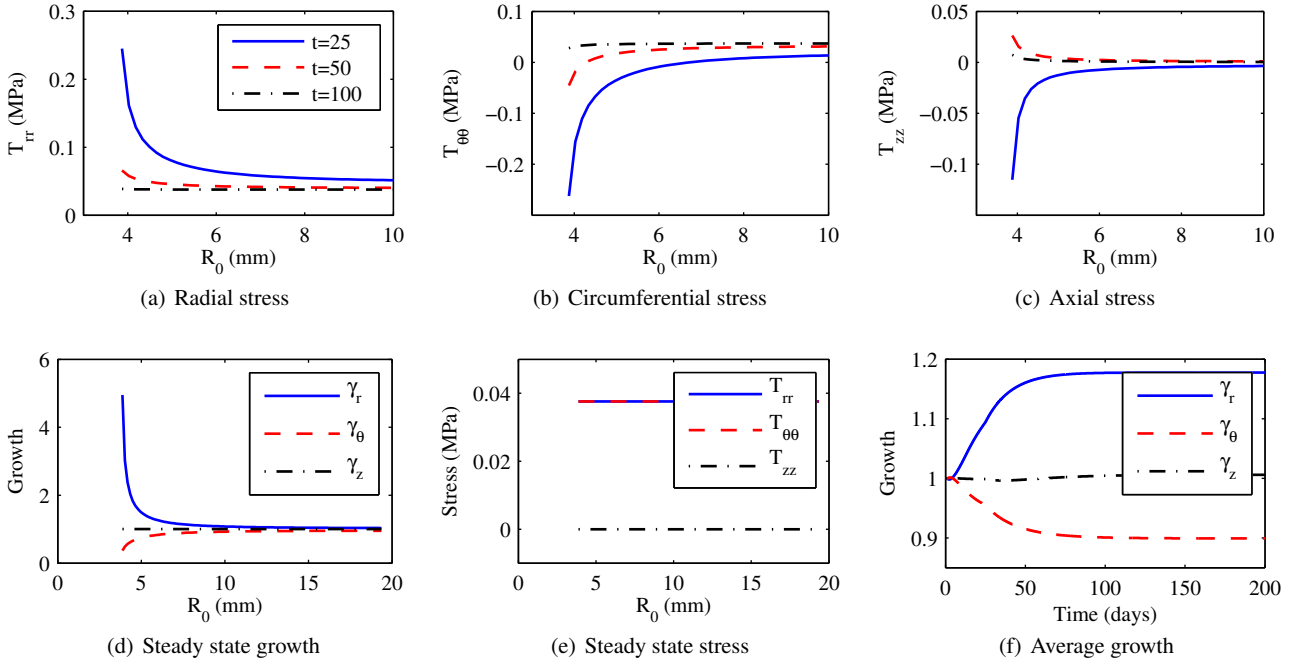 T_rr (MPa)
0.3
0.2
0.1
0
4
6
8
10
R_0 (mm)
t=25
t=50
t=100
(a) Radial stress
T_θθ (MPa)
0.1
0
−0.1
−0.2
4
6
8
10
R_0 (mm)
(b) Circumferential stress
T_zz (MPa)
0.05
0
−0.05
−0.1
4
6
8
10
R_0 (mm)
(c) Axial stress
Growth
6
4
2
0
0
5
10
15
20
R_0 (mm)
γ_r
γ_θ
γ_z
(d) Steady state growth
Stress (MPa)
0.04
0.02
0
0
5
10
15
20
R_0 (mm)
T_rr
T_θθ
T_zz
(e) Steady state stress
Growth
1.2
1.1
1
0.9
0
50
100
150
200
Time (days)
γ_r
γ_θ
γ_z
(f) Average growth